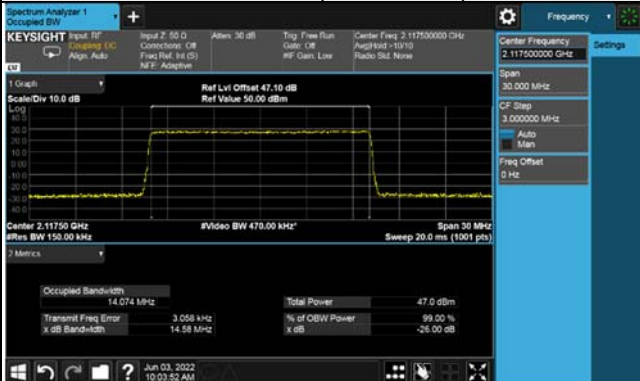 Spectrum Analyzer 1
Occupied BW
KEYSIGHT
Input: RF
Coupling: DC
Align: Auto
Input Z: 50 Ω
Corrections: Off
Freq Ref: Int (S)
NFE: Adaptive
Atten: 36 dB
Trig: Free Run
Gate: Off
#IF Gain: Low
Center Freq: 2.117500000 GHz
Avg|Hold: >10/10
Radio Std: None
1 Graph
Scale/Div 10.0 dB
Ref Lvl Offset 47.10 dB
Ref Value 50.00 dBm
Log
40.0
30.0
20.0
10.0
0.00
-10.0
-20.0
-30.0
-40.0
Center 2.11750 GHz
#Res BW 150.00 kHz
#Video BW 470.00 kHz*
Span 30 MHz
Sweep 20.0 ms (1001 pts)
2 Metrics
Occupied Bandwidth
14.074 MHz
Total Power 47.0 dBm
Transmit Freq Error 3.058 kHz
% of OBW Power 99.00 %
x dB Bandwidth 14.58 MHz
x dB -26.00 dB
Jun 03, 2022
10:03:52 AM
Frequency
Settings
Center Frequency
2.117500000 GHz
Span
30.000 MHz
CF Step
3.000000 MHz
Auto
Man
Freq Offset
0 Hz